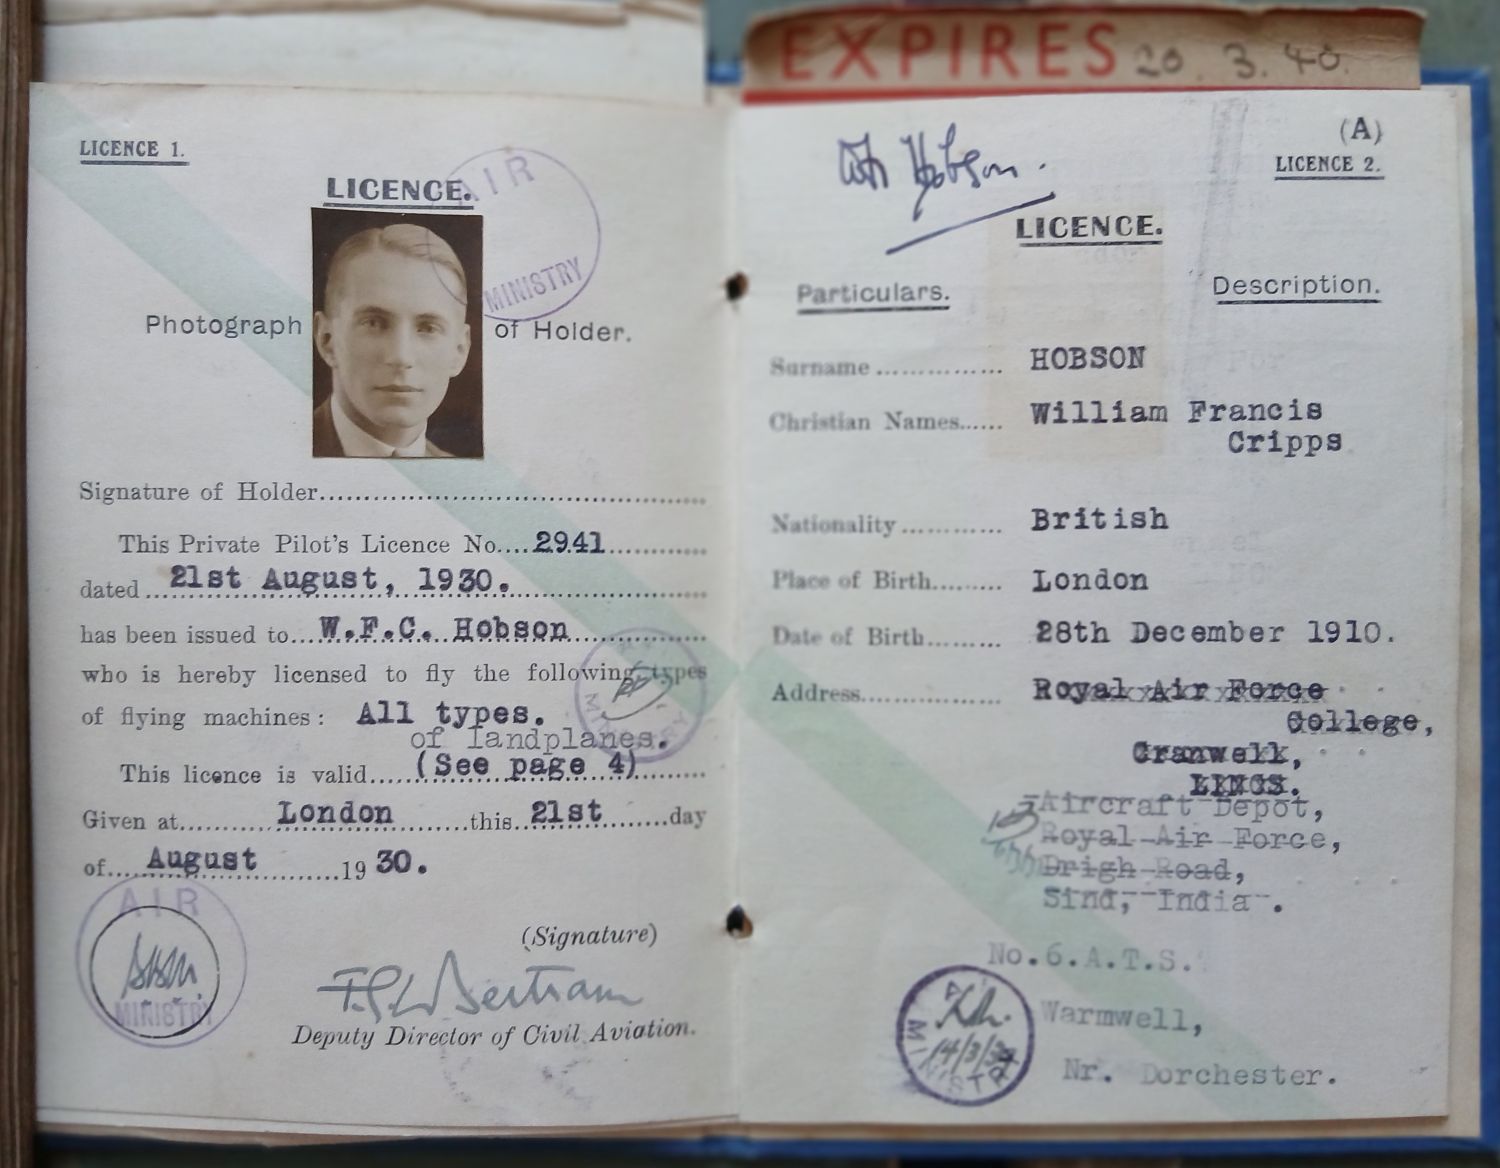 EXPIRES 20. 3. 40.
LICENCE 1.
LICENCE.
AIR
MINISTRY
Photograph of Holder.
Signature of Holder
This Private Pilot's Licence No....2941
dated 21st August, 1930.
has been issued to...W.F.C. Hobson
who is hereby licensed to fly the following types
of flying machines: All types.
of landplanes.
This licence is valid (See page 4)
Given at London this 21st day
of August 19 30.
AIR
MINISTRY
(Signature)
Bertram
Deputy Director of Civil Aviation.
Hobson.
(A)
LICENCE 2.
LICENCE.
Particulars. Description.
Surname HOBSON
Christian Names William Francis
Cripps
Nationality British
Place of Birth London
Date of Birth 28th December 1910.
Address Royal Air Force
College,
Cranwell,
LINCS.
Aircraft Depot,
Royal Air Force,
Drigh Road,
Sind, India.
No.6.A.T.S.
Warmwell,
Nr. Dorchester.
MINISTRY